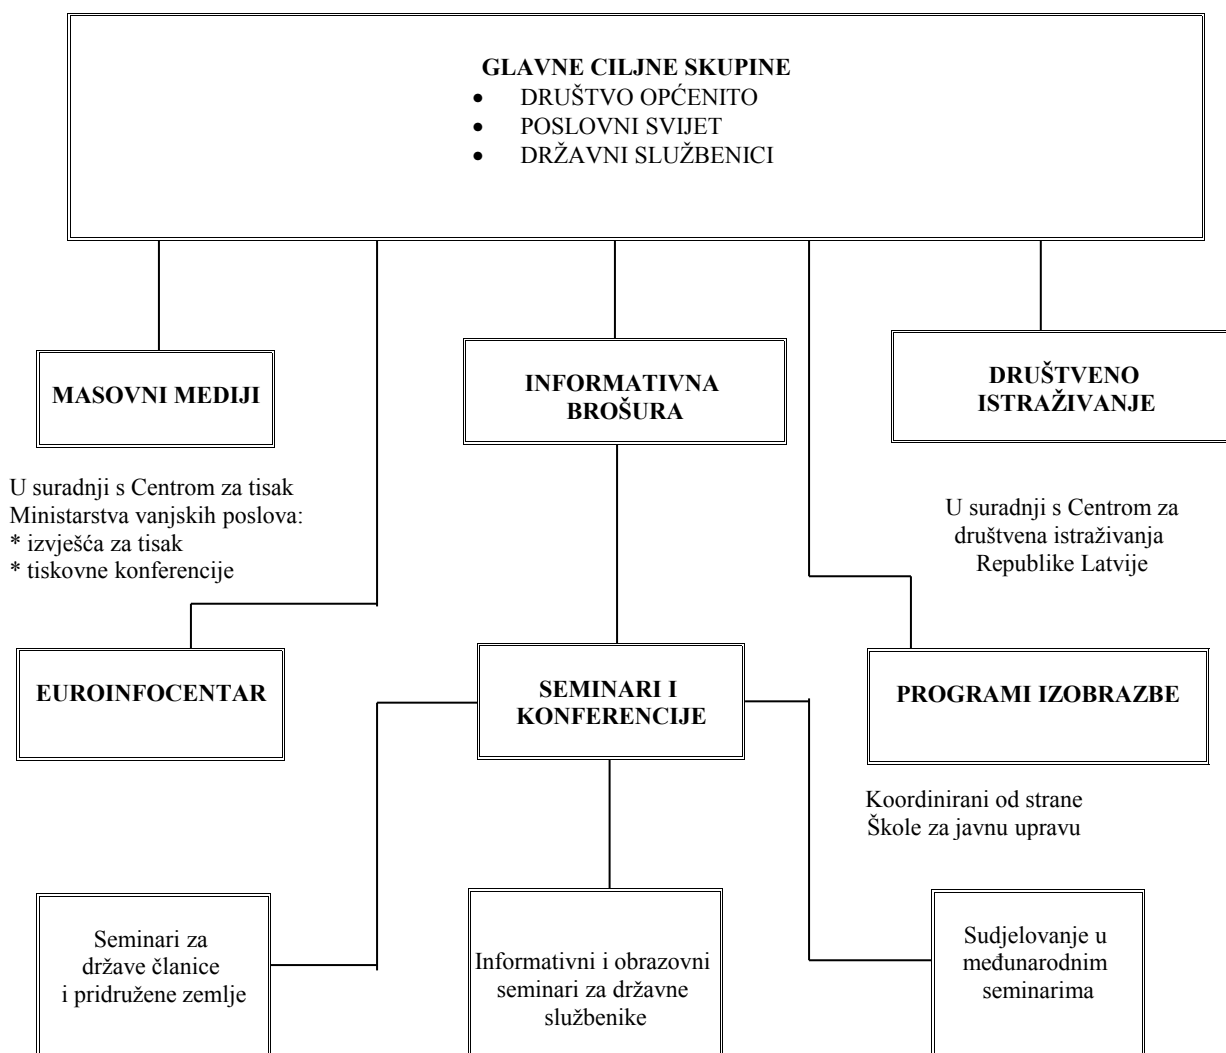 GLAVNE CILJNE SKUPINE
• DRUŠTVO OPĆENITO
• POSLOVNI SVIJET
• DRŽAVNI SLUŽBENICI
MASOVNI MEDIJI
INFORMATIVNA
BROŠURA
DRUŠTVENO
ISTRAŽIVANJE
U suradnji s Centrom za tisak
Ministarstva vanjskih poslova:
* izvješća za tisak
* tiskovne konferencije
U suradnji s Centrom za
društvena istraživanja
Republike Latvije
EUROINFOCENTAR
SEMINARI I
KONFERENCIJE
PROGRAMI IZOBRAZBE
Koordinirani od strane
Škole za javnu upravu
Seminari za
države članice
i pridružene zemlje
Informativni i obrazovni
seminari za državne
službenike
Sudjelovanje u
međunarodnim
seminarima